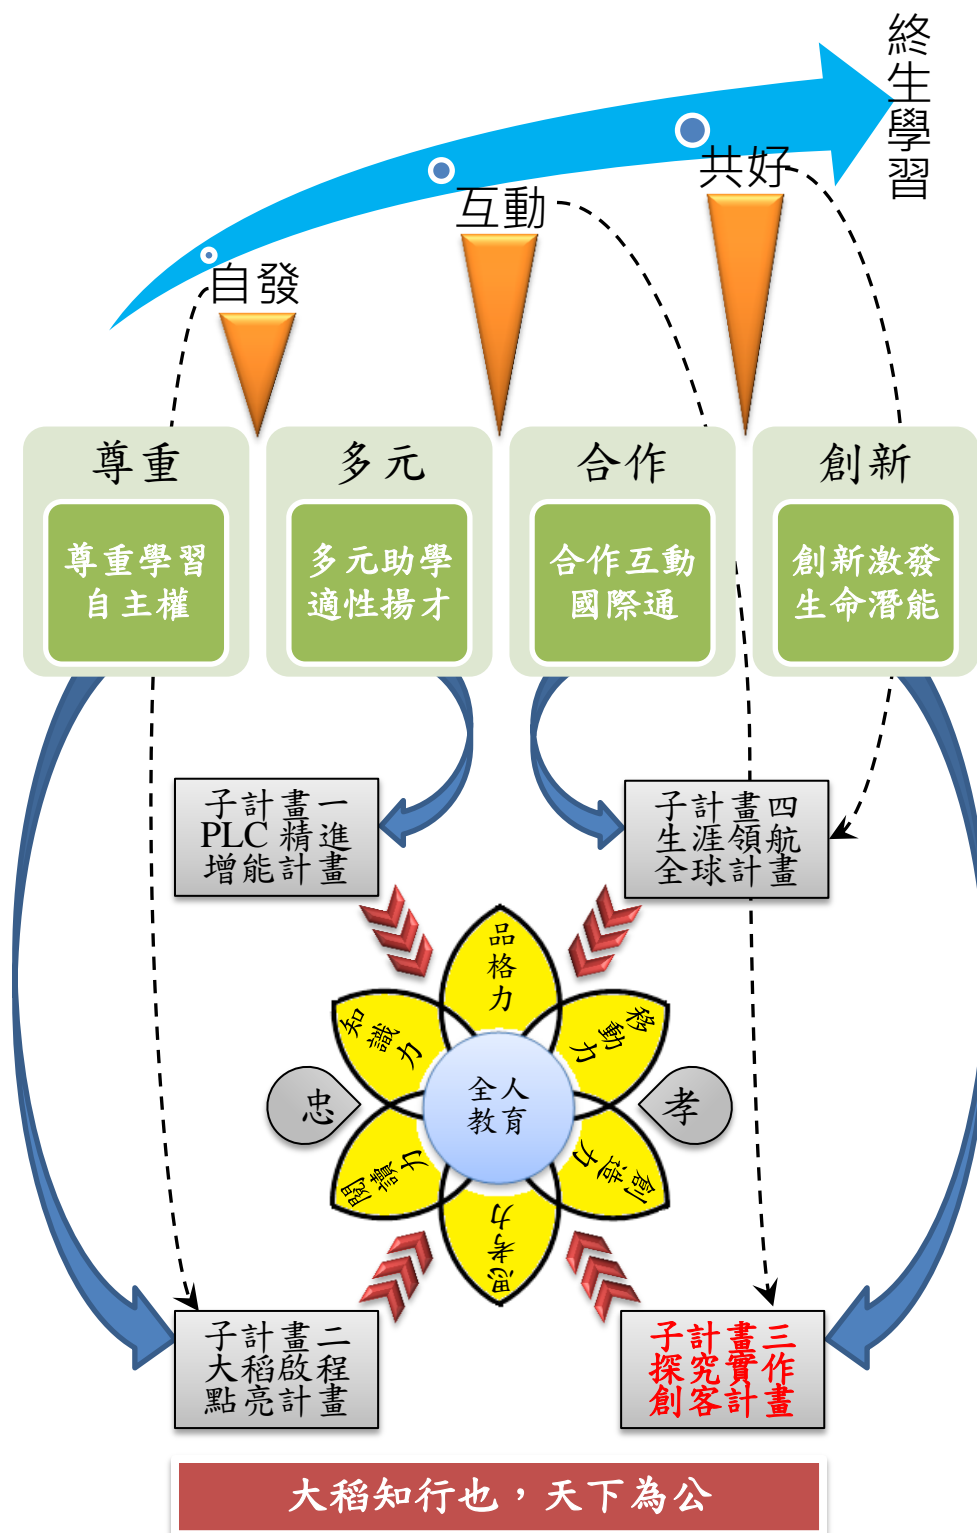 終生學習
共好
互動
自發
尊重
多元
合作
創新
尊重學習
自主權
多元助學
適性揚才
合作互動
國際通
創新激發
生命潛能
子計畫一
PLC 精進
增能計畫
子計畫四
生涯領航
全球計畫
品格力
知識力
移動力
忠
全人
教育
孝
閱讀力
創造力
思考力
子計畫二
大稻啟程
點亮計畫
子計畫三
探究實作
創客計畫
大稻知行也，天下為公